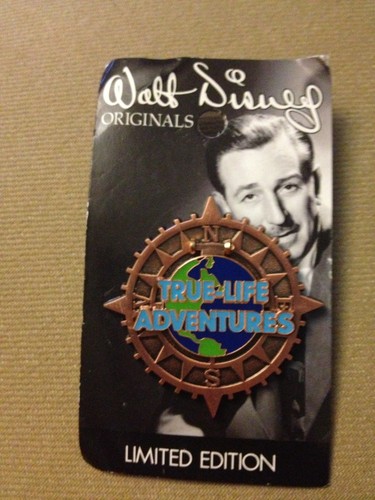 Walt Disney
ORIGINALS
N
TRUE-LIFE
ADVENTURES
S
LIMITED EDITION